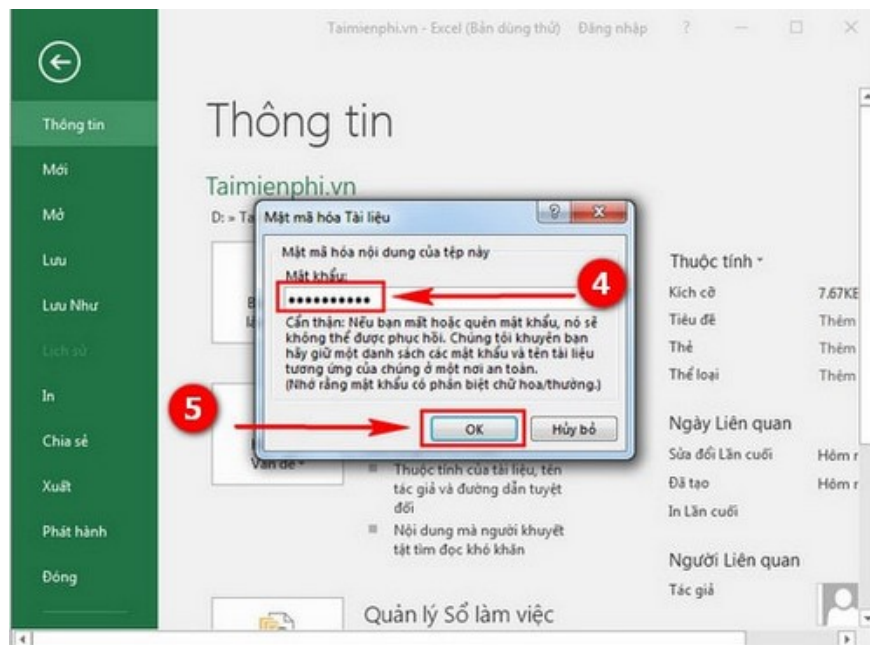 Taimienphi.vn - Excel (Bản dùng thử) Đăng nhập ?
Thông tin
Mới
Mở
Lưu
Lưu Như
Lịch sử
In
Chia sẻ
Xuất
Phát hành
Đóng
Thông tin
Taimienphi.vn
D: » Ta
Mật mã hóa Tài liệu
Mật mã hóa nội dung của tệp này
Mật khẩu:
••••••••••
4
Cẩn thận: Nếu bạn mất hoặc quên mật khẩu, nó sẽ
không thể được phục hồi. Chúng tôi khuyên bạn
hãy giữ một danh sách các mật khẩu và tên tài liệu
tương ứng của chúng ở một nơi an toàn.
(Nhớ rằng mật khẩu có phân biệt chữ hoa/thường.)
5
OK
Hủy bỏ
Vấn đề
Thuộc tính của tài liệu, tên
tác giả và đường dẫn tuyệt
đối
Nội dung mà người khuyết
tật tìm đọc khó khăn
Quản lý Sổ làm việc
Thuộc tính
Kích cỡ 7.67KB
Tiêu đề Thêm
Thẻ Thêm
Thể loại Thêm
Ngày Liên quan
Sửa đổi Lần cuối Hôm
Đã tạo Hôm
In Lần cuối
Người Liên quan
Tác giả